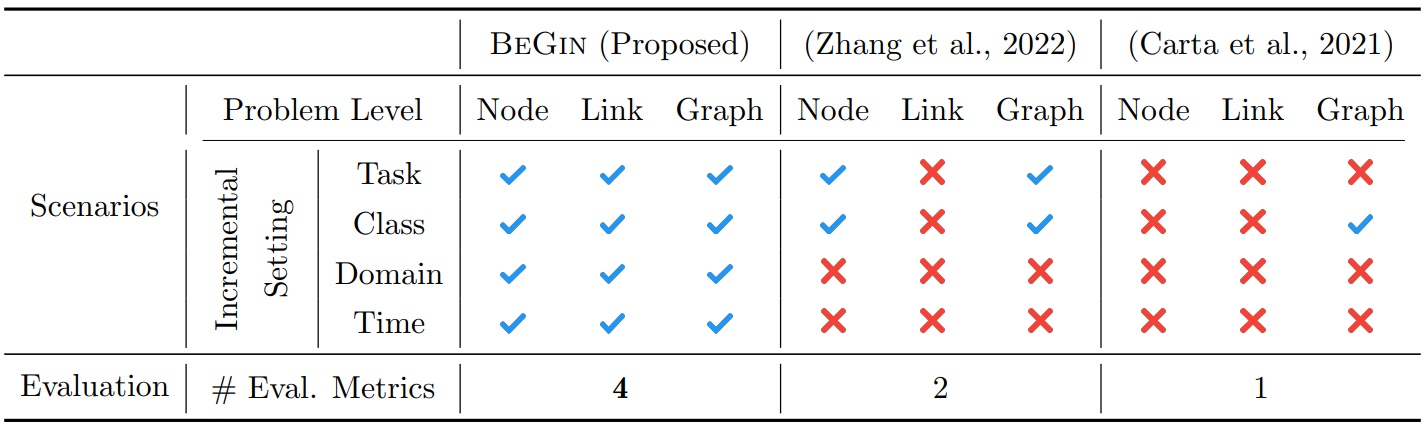 BEGIN (Proposed) (Zhang et al., 2022) (Carta et al., 2021)
Problem Level Node Link Graph Node Link Graph Node Link Graph
Scenarios
Incremental
Setting
Task ✓ ✓ ✓ ✓ ✗ ✓ ✗ ✗ ✗
Class ✓ ✓ ✓ ✓ ✗ ✓ ✗ ✗ ✓
Domain ✓ ✓ ✓ ✗ ✗ ✗ ✗ ✗ ✗
Time ✓ ✓ ✓ ✗ ✗ ✗ ✗ ✗ ✗
Evaluation # Eval. Metrics 4 2 1